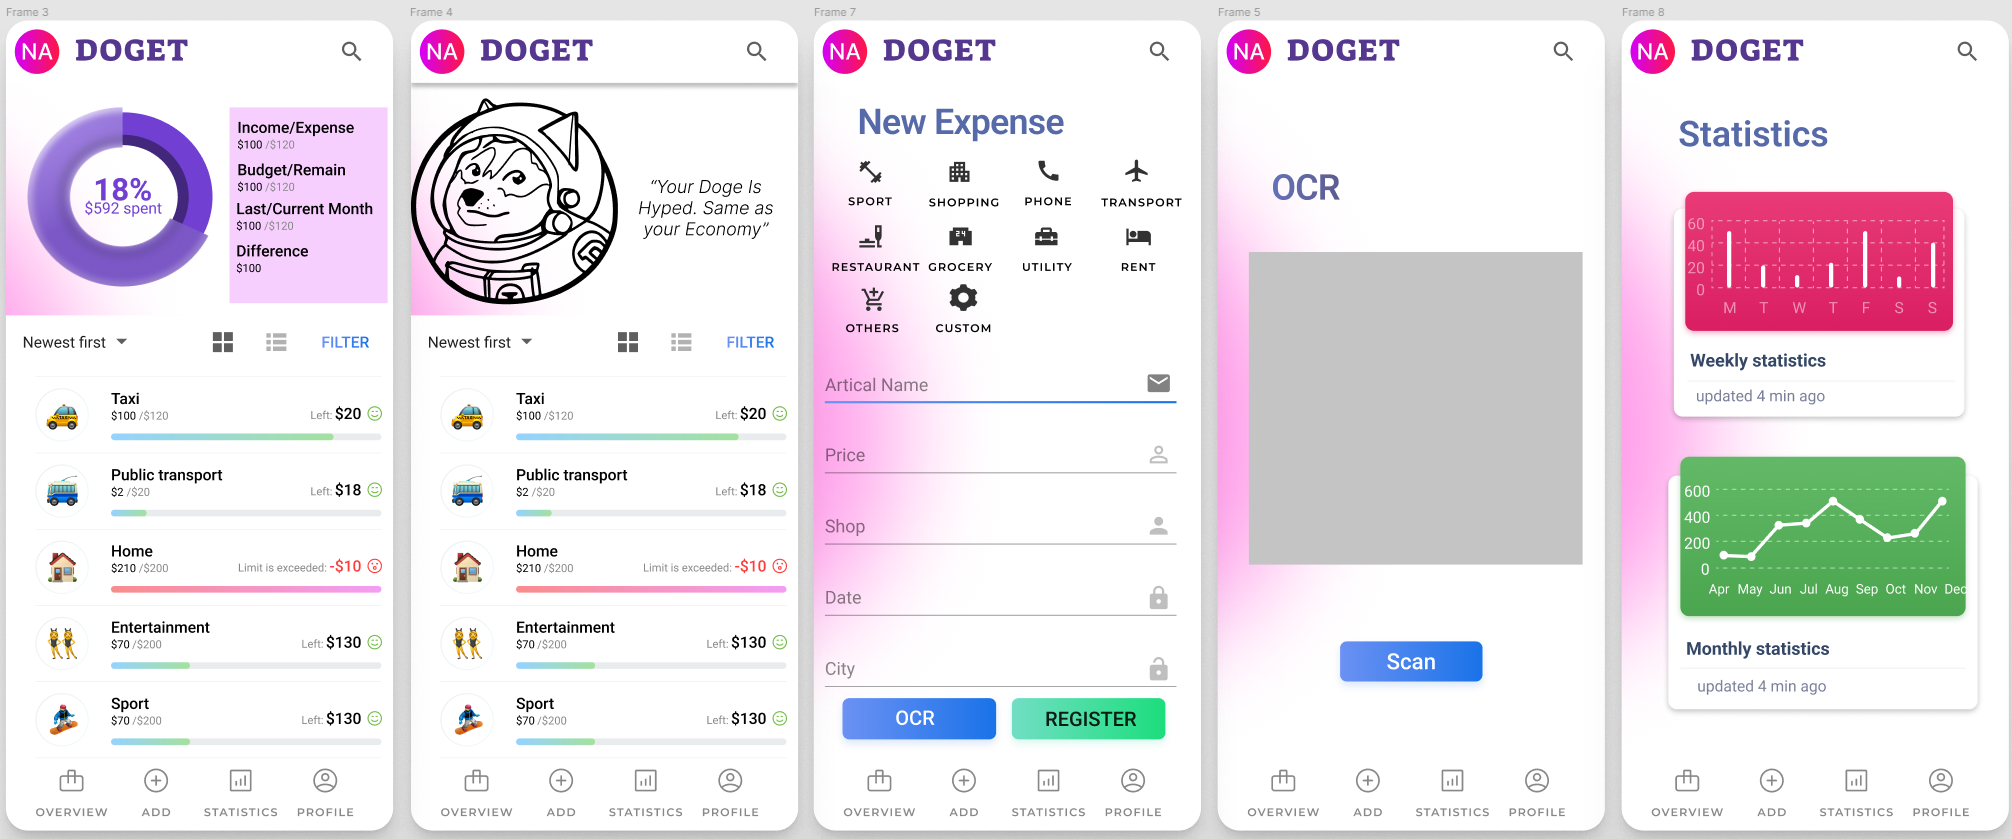 Frame 3
NA DOGET
18%
$592 spent
Income/Expense
$100 /$120
Budget/Remain
$100 /$120
Last/Current Month
$100 /$120
Difference
$100
Newest first
FILTER
Taxi
$100 /$120
Left: $20
Public transport
$2 /$20
Left: $18
Home
$210 /$200
Limit is exceeded: -$10
Entertainment
$70 /$200
Left: $130
Sport
$70 /$200
Left: $130
OVERVIEW ADD STATISTICS PROFILE
Frame 4
NA DOGET
“Your Doge Is
Hyped. Same as
your Economy”
Newest first
FILTER
Taxi
$100 /$120
Left: $20
Public transport
$2 /$20
Left: $18
Home
$210 /$200
Limit is exceeded: -$10
Entertainment
$70 /$200
Left: $130
Sport
$70 /$200
Left: $130
OVERVIEW ADD STATISTICS PROFILE
Frame 7
NA DOGET
New Expense
SPORT SHOPPING PHONE TRANSPORT
RESTAURANT GROCERY UTILITY RENT
OTHERS CUSTOM
Artical Name
Price
Shop
Date
City
OCR REGISTER
OVERVIEW ADD STATISTICS PROFILE
Frame 5
NA DOGET
OCR
Scan
OVERVIEW ADD STATISTICS PROFILE
Frame 8
NA DOGET
Statistics
60
40
20
0
M T W T F S S
Weekly statistics
updated 4 min ago
600
400
200
0
Apr May Jun Jul Aug Sep Oct Nov Dec
Monthly statistics
updated 4 min ago
OVERVIEW ADD STATISTICS PROFILE